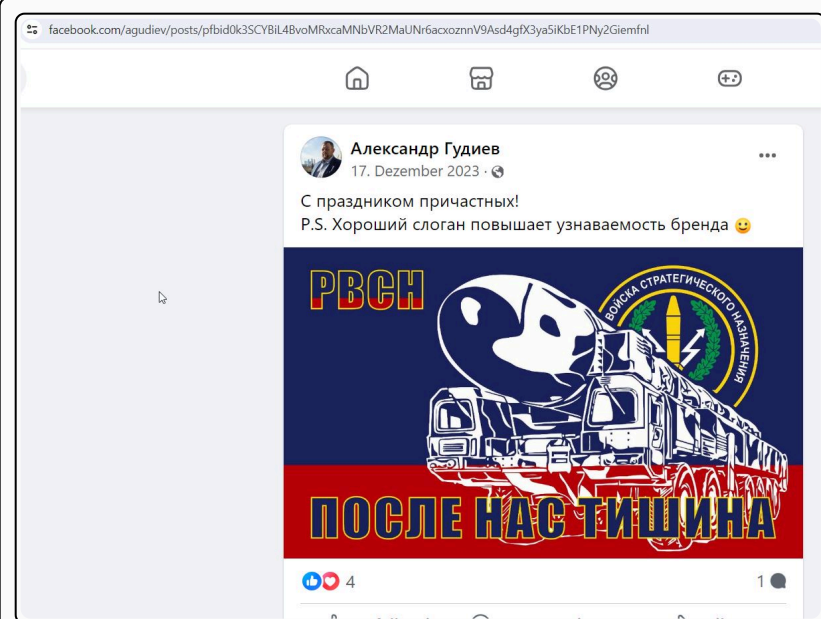 facebook.com/agudiev/posts/pfbid0k3SCYBiL4BvoMRxcaMNbVR2MaUNr6acxoznnV9Asd4gfX3ya5iKbE1PNy2Giemfnl
Александр Гудиев
17. Dezember 2023 ·
С праздником причастных!
P.S. Хороший слоган повышает узнаваемость бренда
РВСН
ВОЙСКА СТРАТЕГИЧЕСКОГО НАЗНАЧЕНИЯ
ПОСЛЕ НАС ТИШИНА
4
1